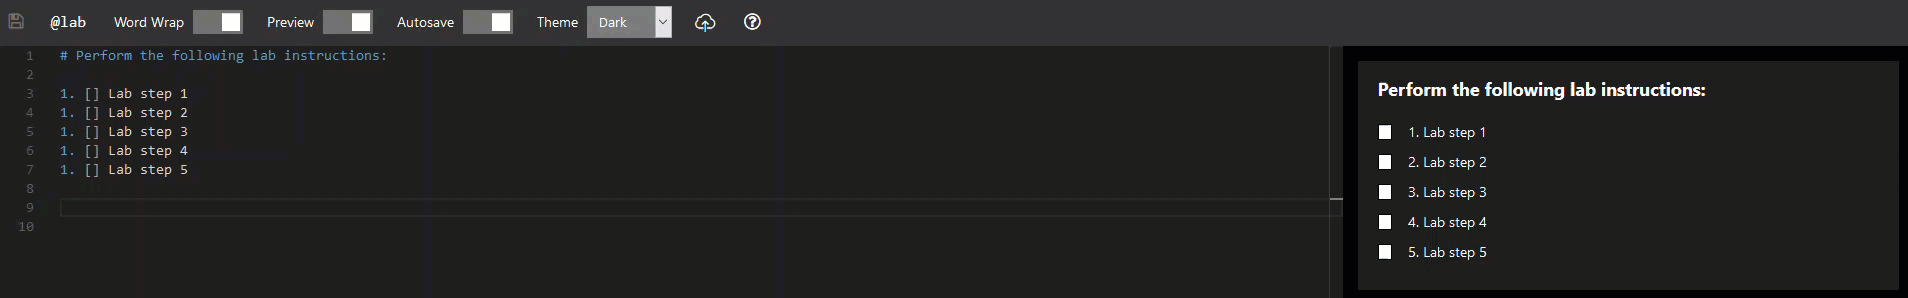 @lab Word Wrap Preview Autosave Theme Dark
1 # Perform the following lab instructions:
2
3 1. [] Lab step 1
4 1. [] Lab step 2
5 1. [] Lab step 3
6 1. [] Lab step 4
7 1. [] Lab step 5
8
9
10
Perform the following lab instructions:
1. Lab step 1
2. Lab step 2
3. Lab step 3
4. Lab step 4
5. Lab step 5